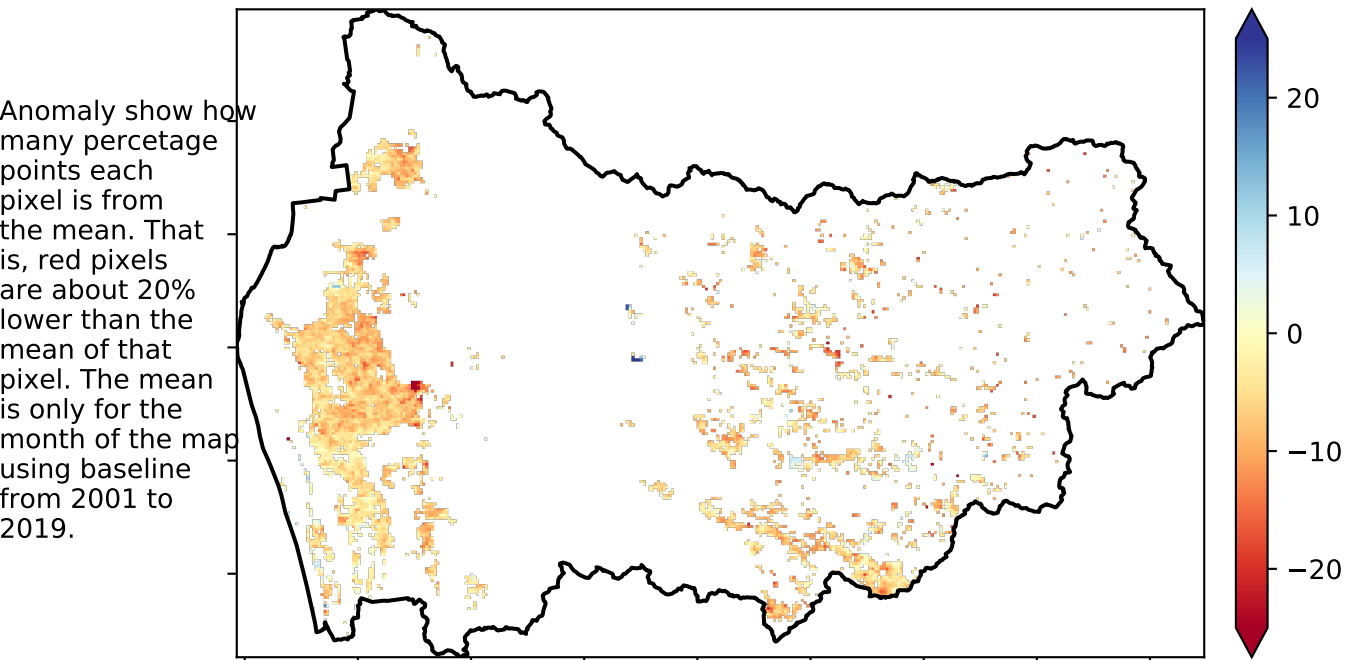 Anomaly show how
many percetage
points each
pixel is from
the mean. That
is, red pixels
are about 20%
lower than the
mean of that
pixel. The mean
is only for the
month of the map
using baseline
from 2001 to
2019.
20
10
0
−10
−20